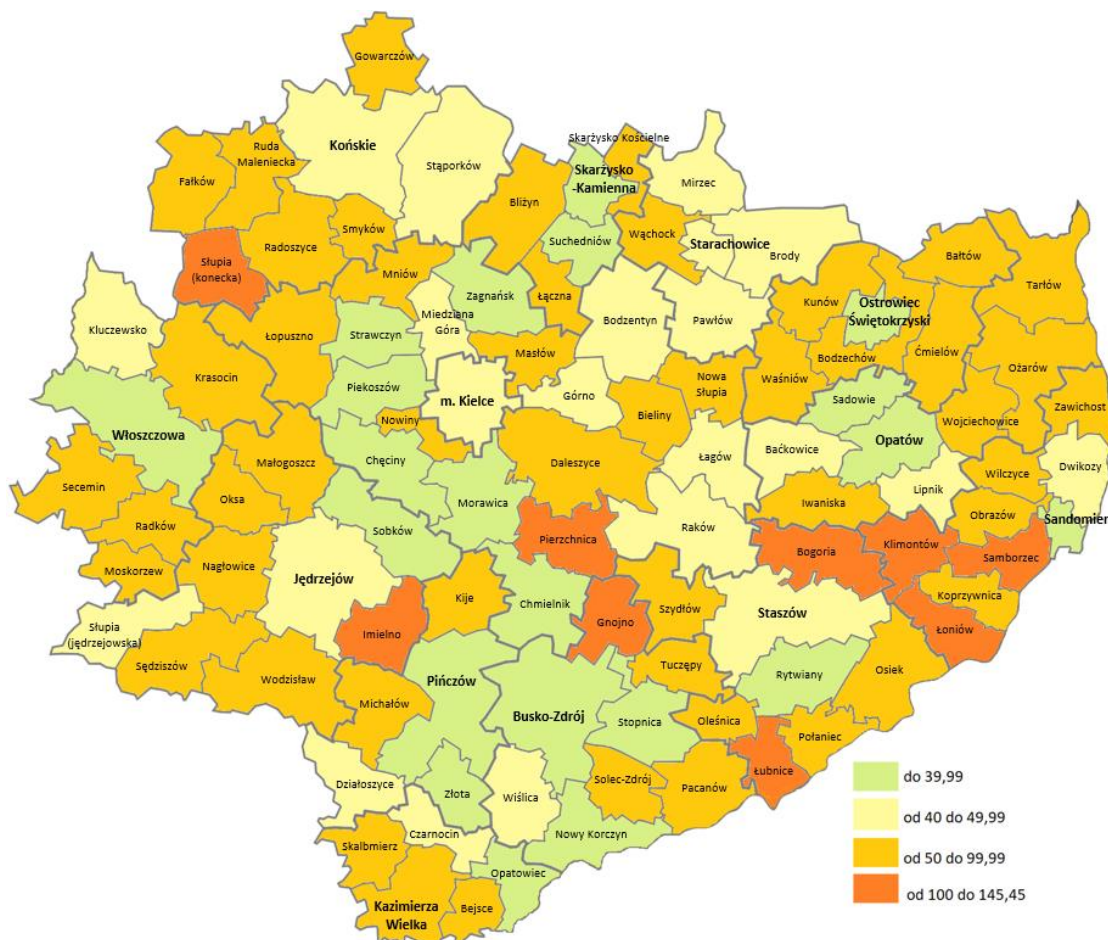 Gowarczów
Końskie
Stąporków
Ruda
Maleniecka
Fałków
Skarżysko Kościelne
Skarżysko
-Kamienna
Mirzec
Bliżyn
Smyków
Radoszyce
Słupia
(konecka)
Suchedniów
Wąchock
Starachowice
Brody
Bałtów
Tarłów
Mniów
Zagnańsk
Łączna
Kunów
Ostrowiec
Świętokrzyski
Kluczewsko
Łopuszno
Strawczyn
Miedziana
Góra
Bodzentyn
Pawłów
Masłów
Bodzechów
Ćmielów
Ożarów
Krasocin
Piekoszów
m. Kielce
Górno
Nowa
Słupia
Waśniów
Sadowie
Wojciechowice
Zawichost
Włoszczowa
Nowiny
Bieliny
Opatów
Małogoszcz
Chęciny
Daleszyce
Łagów
Baćkowice
Dwikozy
Secemin
Oksa
Morawica
Lipnik
Wilczyce
Iwaniska
Radków
Sobków
Raków
Obrazów
Sandomierz
Pierzchnica
Bogoria
Klimontów
Samborzec
Moskorzew
Nagłowice
Jędrzejów
Kije
Chmielnik
Gnojno
Szydłów
Koprzywnica
Słupia
(jędrzejowska)
Imielno
Staszów
Łoniów
Sędziszów
Wodzisław
Tuczępy
Rytwiany
Osiek
Pińczów
Michałów
Busko-Zdrój
Stopnica
Oleśnica
Połaniec
Łubnice
Działoszyce
Złota
Wiślica
Solec-Zdrój
Pacanów
Czarnocin
Nowy Korczyn
Skalbmierz
Opatowiec
Kazimierza
Wielka
Bejsce
do 39,99
od 40 do 49,99
od 50 do 99,99
od 100 do 145,45